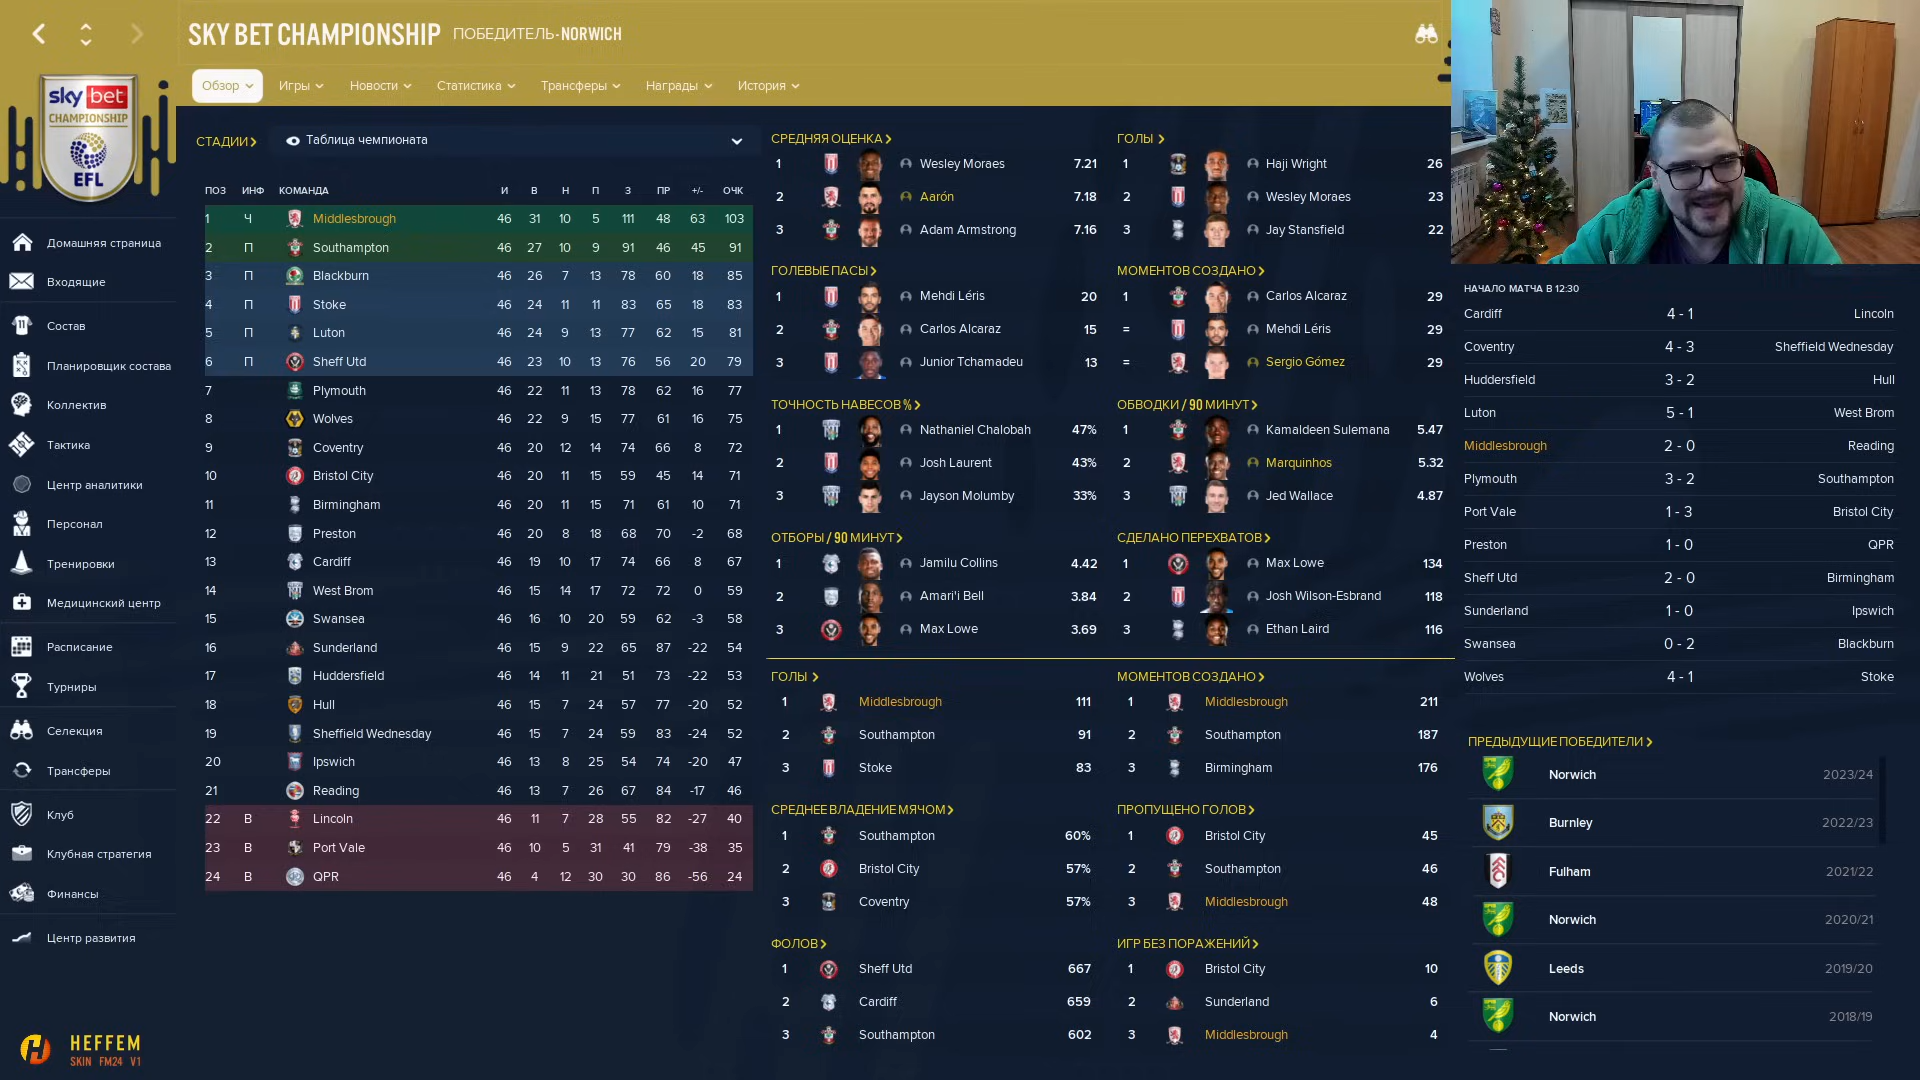 SKY BET CHAMPIONSHIP ПОБЕДИТЕЛЬ - NORWICH
Обзор Игры Новости Статистика Трансферы Награды История
sky bet
CHAMPIONSHIP
EFL
Домашняя страница
Входящие
Состав
Планировщик состава
Коллектив
Тактика
Центр аналитики
Персонал
Тренировки
Медицинский центр
Расписание
Турниры
Селекция
Трансферы
Клуб
Клубная стратегия
Финансы
Центр развития
HEFFEM
SKIN FM24 V1
СТАДИИ Таблица чемпионата
ПОЗ ИНФ КОМАНДА И В Н П З ПР +/- ОЧК
1 Ч Middlesbrough 46 31 10 5 111 48 63 103
2 П Southampton 46 27 10 9 91 46 45 91
3 П Blackburn 46 26 7 13 78 60 18 85
4 П Stoke 46 24 11 11 83 65 18 83
5 П Luton 46 24 9 13 77 62 15 81
6 П Sheff Utd 46 23 10 13 76 56 20 79
7 Plymouth 46 22 11 13 78 62 16 77
8 Wolves 46 22 9 15 77 61 16 75
9 Coventry 46 20 12 14 74 66 8 72
10 Bristol City 46 20 11 15 59 45 14 71
11 Birmingham 46 20 11 15 71 61 10 71
12 Preston 46 20 8 18 68 70 -2 68
13 Cardiff 46 19 10 17 74 66 8 67
14 West Brom 46 15 14 17 72 72 0 59
15 Swansea 46 16 10 20 59 62 -3 58
16 Sunderland 46 15 9 22 65 87 -22 54
17 Huddersfield 46 14 11 21 51 73 -22 53
18 Hull 46 15 7 24 57 77 -20 52
19 Sheffield Wednesday 46 15 7 24 59 83 -24 52
20 Ipswich 46 13 8 25 54 74 -20 47
21 Reading 46 13 7 26 67 84 -17 46
22 В Lincoln 46 11 7 28 55 82 -27 40
23 В Port Vale 46 10 5 31 41 79 -38 35
24 В QPR 46 4 12 30 30 86 -56 24
СРЕДНЯЯ ОЦЕНКА
1 Wesley Moraes 7.21
2 Aarón 7.18
3 Adam Armstrong 7.16
ГОЛЫ
1 Haji Wright 26
2 Wesley Moraes 23
3 Jay Stansfield 22
ГОЛЕВЫЕ ПАСЫ
1 Mehdi Léris 20
2 Carlos Alcaraz 15
3 Junior Tchamadeu 13
МОМЕНТОВ СОЗДАНО
1 Carlos Alcaraz 29
= Mehdi Léris 29
= Sergio Gómez 29
ТОЧНОСТЬ НАВЕСОВ %
1 Nathaniel Chalobah 47%
2 Josh Laurent 43%
3 Jayson Molumby 33%
ОБВОДКИ / 90 МИНУТ
1 Kamaldeen Sulemana 5.47
2 Marquinhos 5.32
3 Jed Wallace 4.87
ОТБОРЫ / 90 МИНУТ
1 Jamilu Collins 4.42
2 Amari'i Bell 3.84
3 Max Lowe 3.69
СДЕЛАНО ПЕРЕХВАТОВ
1 Max Lowe 134
2 Josh Wilson-Esbrand 118
3 Ethan Laird 116
ГОЛЫ
1 Middlesbrough 111
2 Southampton 91
3 Stoke 83
МОМЕНТОВ СОЗДАНО
1 Middlesbrough 211
2 Southampton 187
3 Birmingham 176
СРЕДНЕЕ ВЛАДЕНИЕ МЯЧОМ
1 Southampton 60%
2 Bristol City 57%
3 Coventry 57%
ПРОПУЩЕНО ГОЛОВ
1 Bristol City 45
2 Southampton 46
3 Middlesbrough 48
ФОЛОВ
1 Sheff Utd 667
2 Cardiff 659
3 Southampton 602
ИГР БЕЗ ПОРАЖЕНИЙ
1 Bristol City 10
2 Sunderland 6
3 Middlesbrough 4
НАЧАЛО МАТЧА В 12:30
Cardiff 4 - 1 Lincoln
Coventry 4 - 3 Sheffield Wednesday
Huddersfield 3 - 2 Hull
Luton 5 - 1 West Brom
Middlesbrough 2 - 0 Reading
Plymouth 3 - 2 Southampton
Port Vale 1 - 3 Bristol City
Preston 1 - 0 QPR
Sheff Utd 2 - 0 Birmingham
Sunderland 1 - 0 Ipswich
Swansea 0 - 2 Blackburn
Wolves 4 - 1 Stoke
ПРЕДЫДУЩИЕ ПОБЕДИТЕЛИ
Norwich 2023/24
Burnley 2022/23
Fulham 2021/22
Norwich 2020/21
Leeds 2019/20
Norwich 2018/19